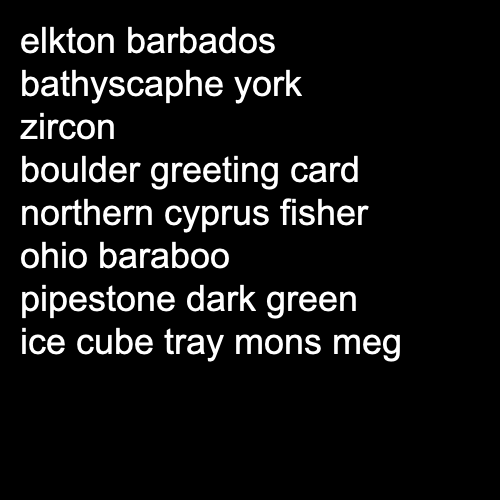 elkton barbados
bathyscaphe york
zircon
boulder greeting card
northern cyprus fisher
ohio baraboo
pipestone dark green
ice cube tray mons meg